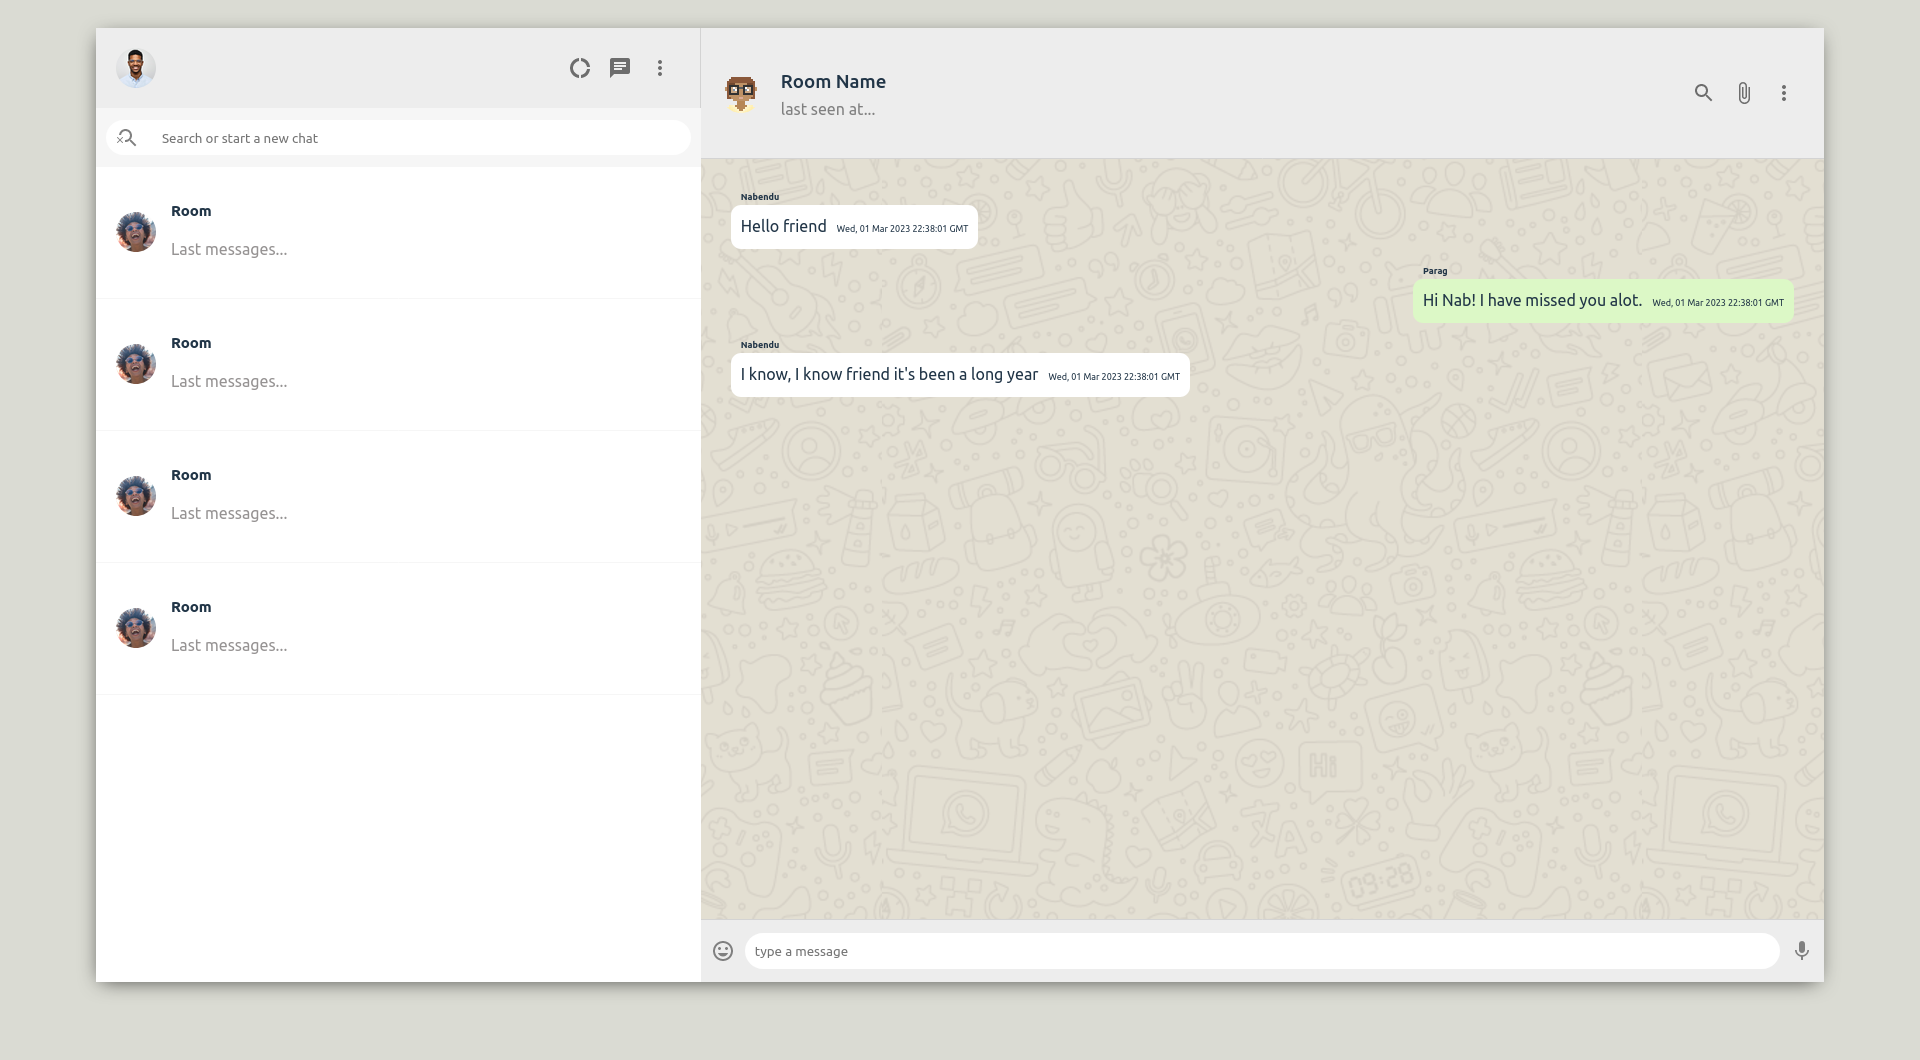 Search or start a new chat
Room
Last messages...
Room
Last messages...
Room
Last messages...
Room
Last messages...
Room Name
last seen at...
Nabendu
Hello friend Wed, 01 Mar 2023 22:38:01 GMT
Parag
Hi Nab! I have missed you alot. Wed, 01 Mar 2023 22:38:01 GMT
Nabendu
I know, I know friend it's been a long year Wed, 01 Mar 2023 22:38:01 GMT
Hi
09:28
type a message